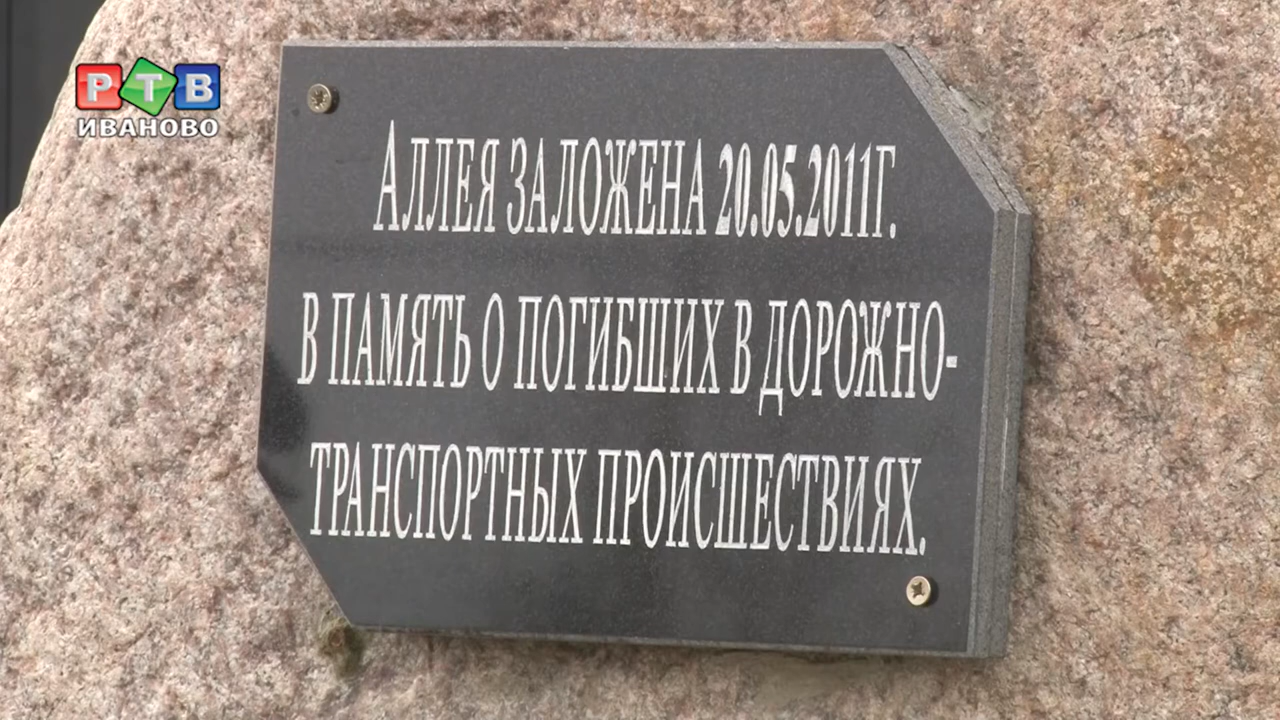 РТВ
ИВАНОВО
АЛЛЕЯ ЗАЛОЖЕНА 20.05.2011Г.
В ПАМЯТЬ О ПОГИБШИХ В ДОРОЖНО-
ТРАНСПОРТНЫХ ПРОИСШЕСТВИЯХ.